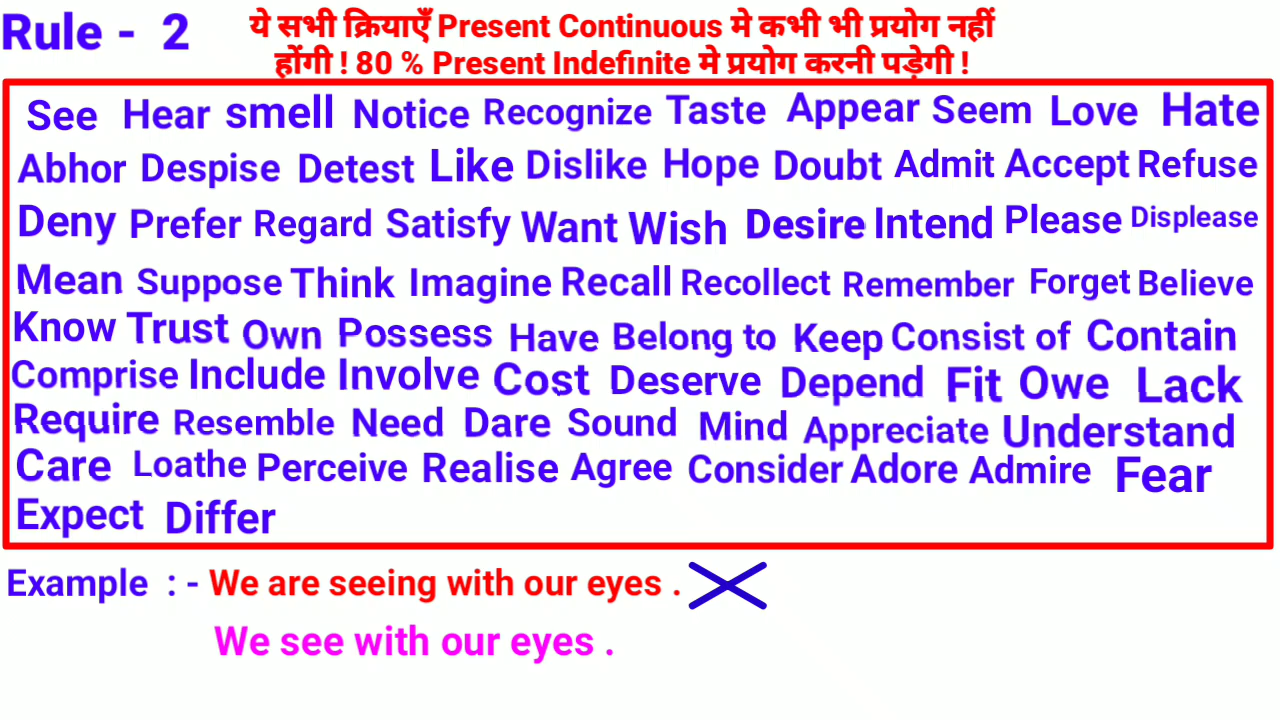 Rule - 2
ये सभी क्रियाएँ Present Continuous मे कभी भी प्रयोग नहीं
होंगी ! 80 % Present Indefinite मे प्रयोग करनी पड़ेगी !
See Hear smell Notice Recognize Taste Appear Seem Love Hate
Abhor Despise Detest Like Dislike Hope Doubt Admit Accept Refuse
Deny Prefer Regard Satisfy Want Wish Desire Intend Please Displease
Mean Suppose Think Imagine Recall Recollect Remember Forget Believe
Know Trust Own Possess Have Belong to Keep Consist of Contain
Comprise Include Involve Cost Deserve Depend Fit Owe Lack
Require Resemble Need Dare Sound Mind Appreciate Understand
Care Loathe Perceive Realise Agree Consider Adore Admire Fear
Expect Differ
Example : - We are seeing with our eyes .
We see with our eyes .